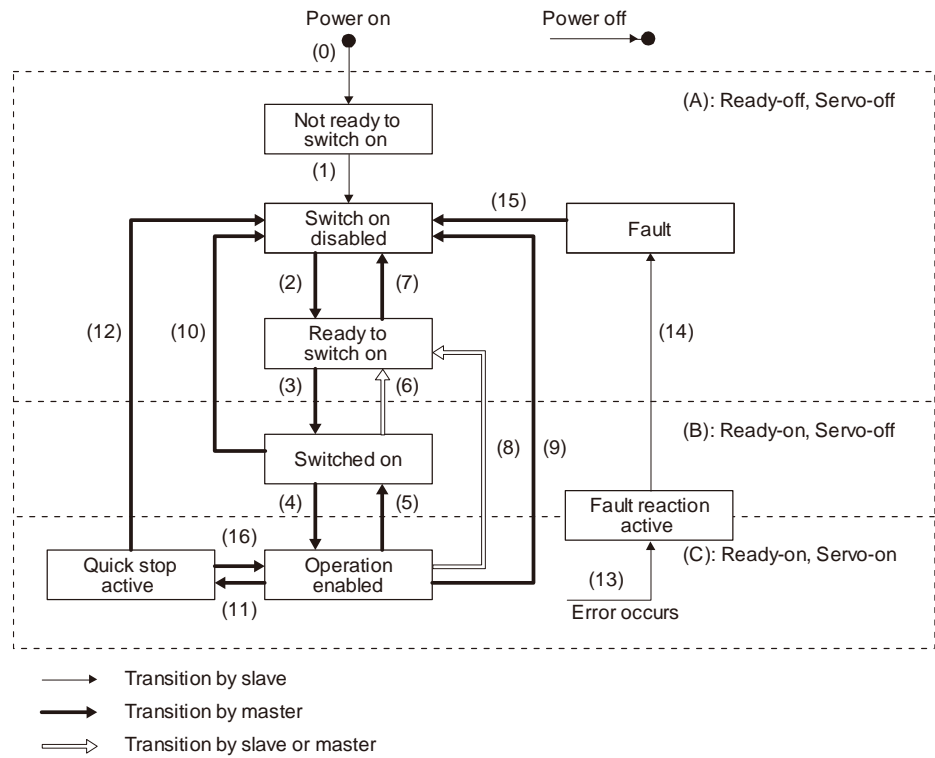 Power on
Power off
(0)
(A): Ready-off, Servo-off
Not ready to
switch on
(1)
(15)
Switch on
disabled
Fault
(2)
(7)
(12)
(10)
Ready to
switch on
(14)
(3)
(6)
(B): Ready-on, Servo-off
(8)
(9)
Switched on
(4)
(5)
Fault reaction
active
(16)
(C): Ready-on, Servo-on
Quick stop
active
Operation
enabled
(13)
(11)
Error occurs
Transition by slave
Transition by master
Transition by slave or master